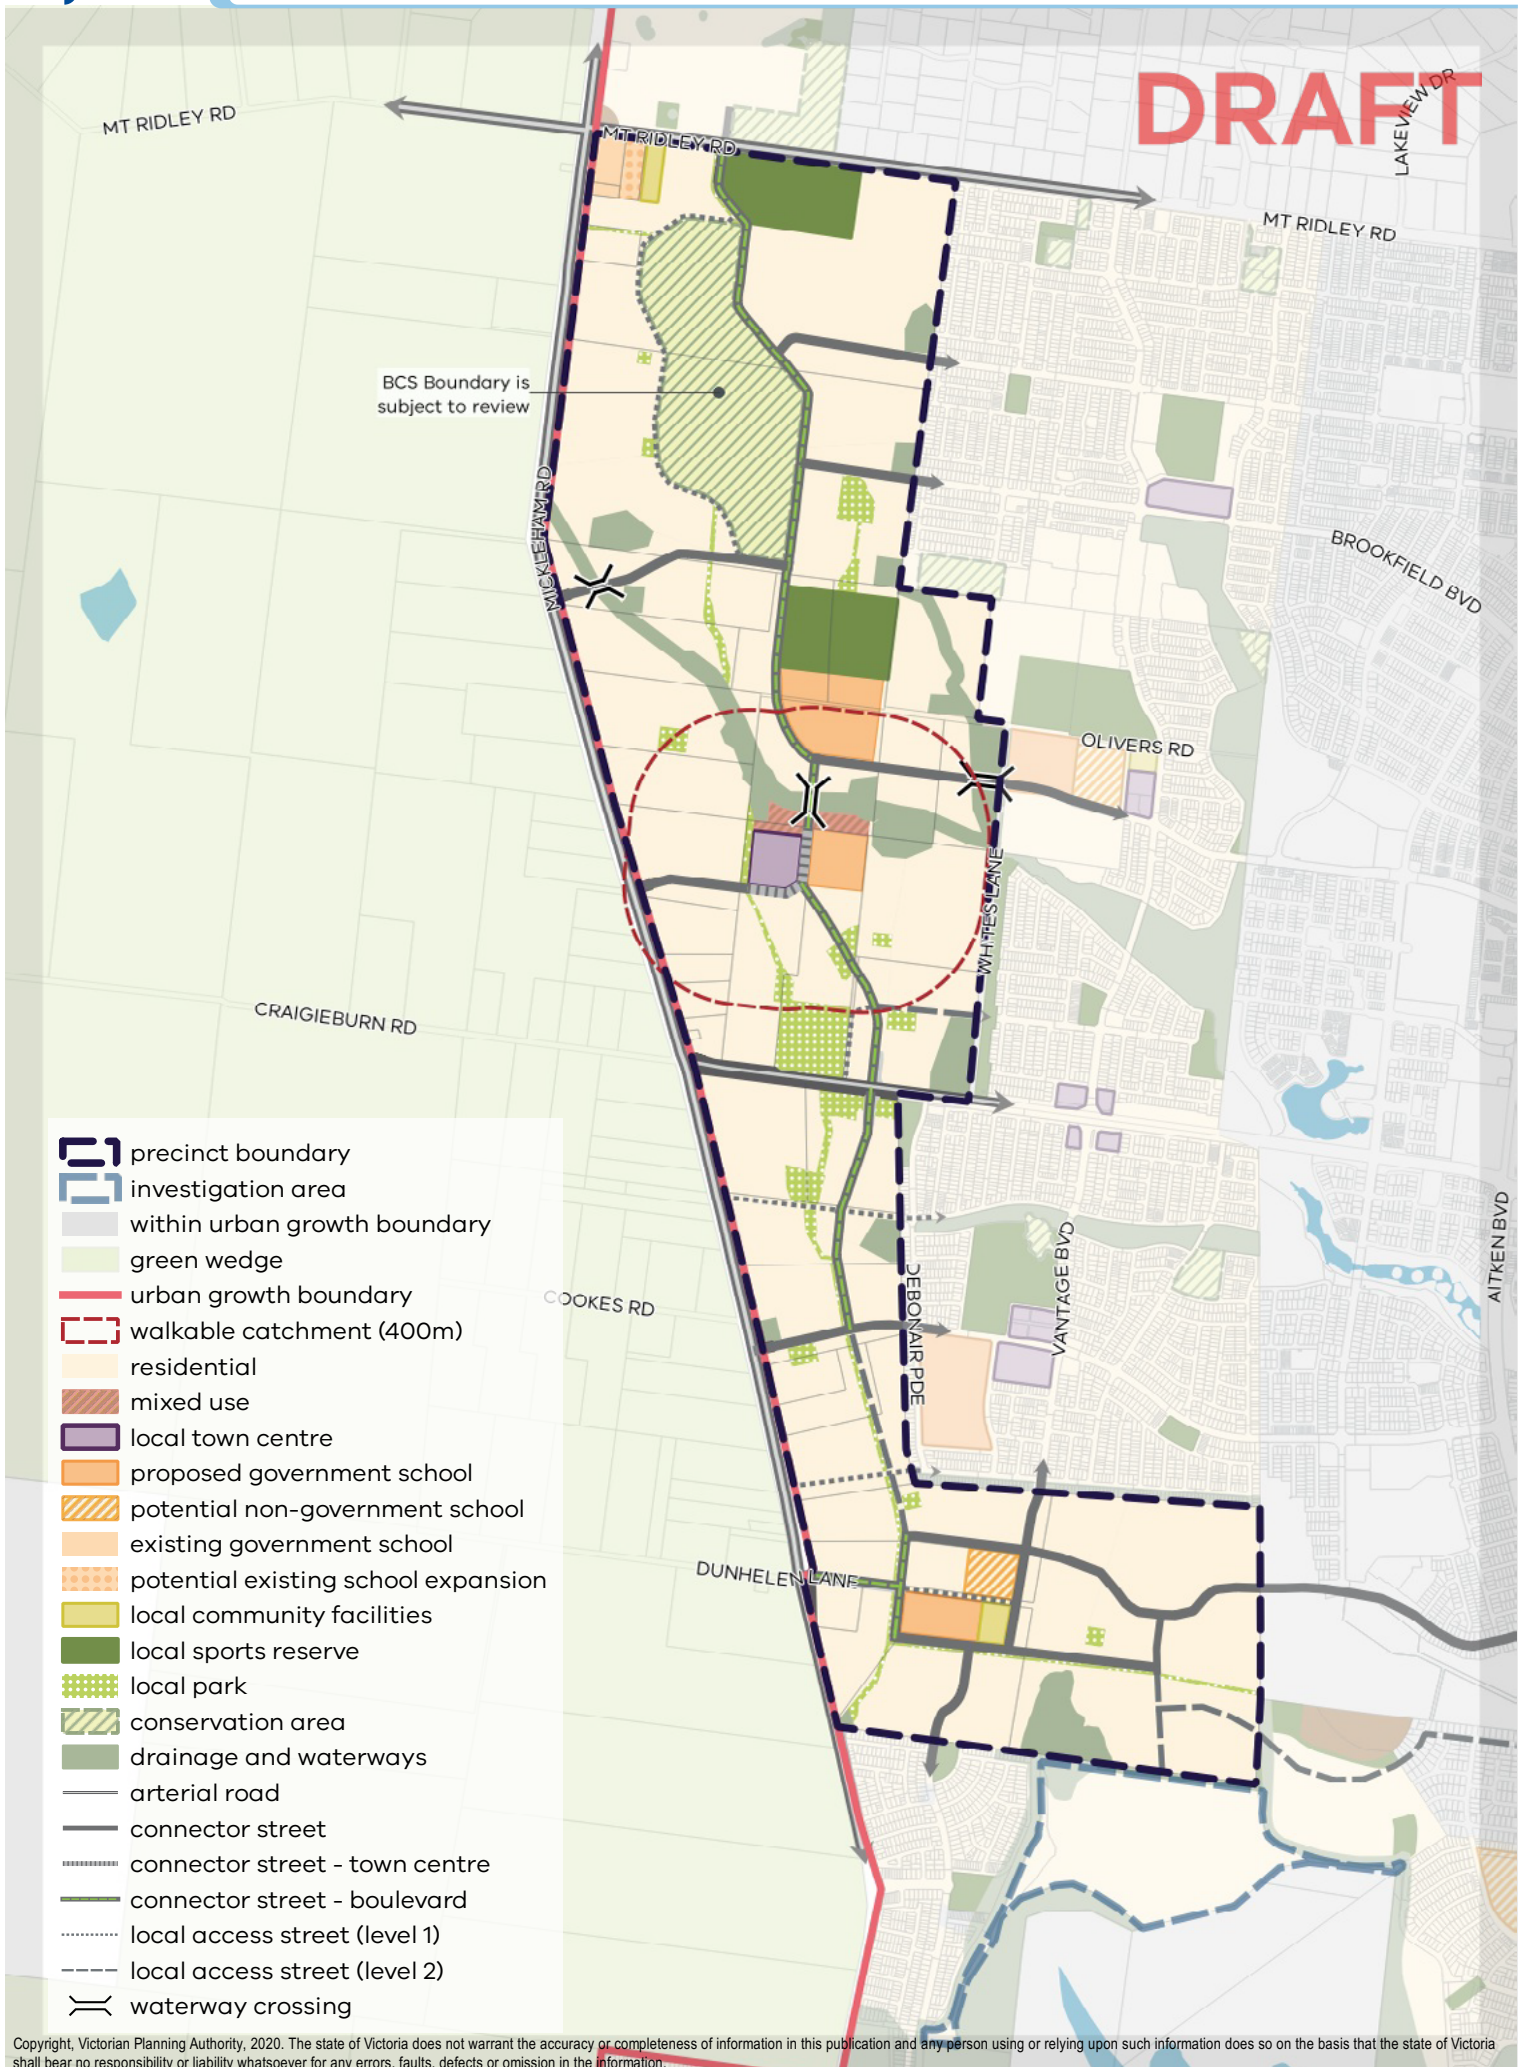 DRAFT
LAKEVIEW DR
MT RIDLEY RD
MT RIDLEY RD
MT RIDLEY RD
BCS Boundary is
subject to review
MICKLEHAM RD
BROOKFIELD BVD
OLIVERS RD
WHITES LANE
CRAIGIEBURN RD
COOKES RD
DEBONAIR PDE
VANTAGE BVD
AITKEN BVD
DUNHELEN LANE
precinct boundary
investigation area
within urban growth boundary
green wedge
urban growth boundary
walkable catchment (400m)
residential
mixed use
local town centre
proposed government school
potential non-government school
existing government school
potential existing school expansion
local community facilities
local sports reserve
local park
conservation area
drainage and waterways
arterial road
connector street
connector street - town centre
connector street - boulevard
local access street (level 1)
local access street (level 2)
waterway crossing
Copyright, Victorian Planning Authority, 2020. The state of Victoria does not warrant the accuracy or completeness of information in this publication and any person using or relying upon such information does so on the basis that the state of Victoria
shall bear no responsibility or liability whatsoever for any errors, faults, defects or omission in the information.